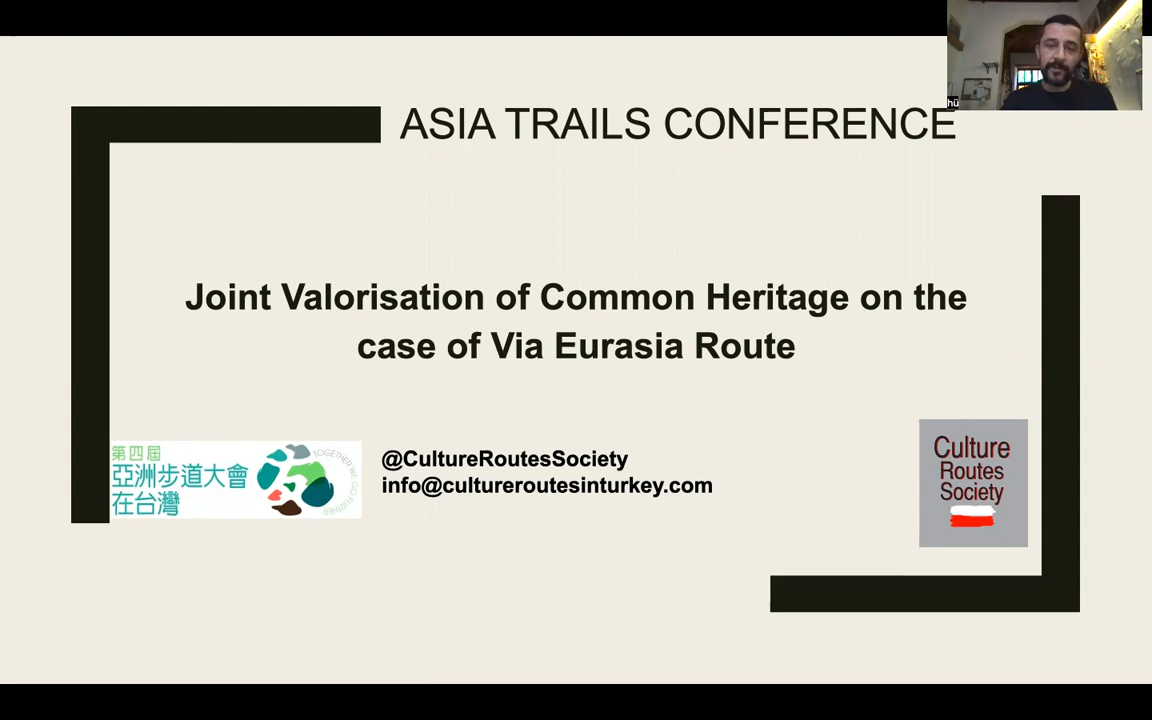 ASIA TRAILS CONFERENCE
hü
Joint Valorisation of Common Heritage on the
case of Via Eurasia Route
第四屆
亞洲步道大會
在台灣
TOGETHER WE GO FURTHER
@CultureRoutesSociety
info@cultureroutesinturkey.com
Culture
Routes
Society